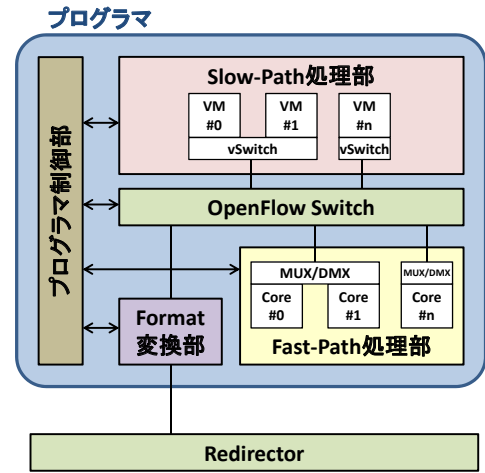 プログラマ
プログラマ制御部
Slow-Path処理部
VM
#0
VM
#1
VM
#n
vSwitch
vSwitch
OpenFlow Switch
MUX/DMX
MUX/DMX
Core
#0
Core
#1
Core
#n
Format
変換部
Fast-Path処理部
Redirector